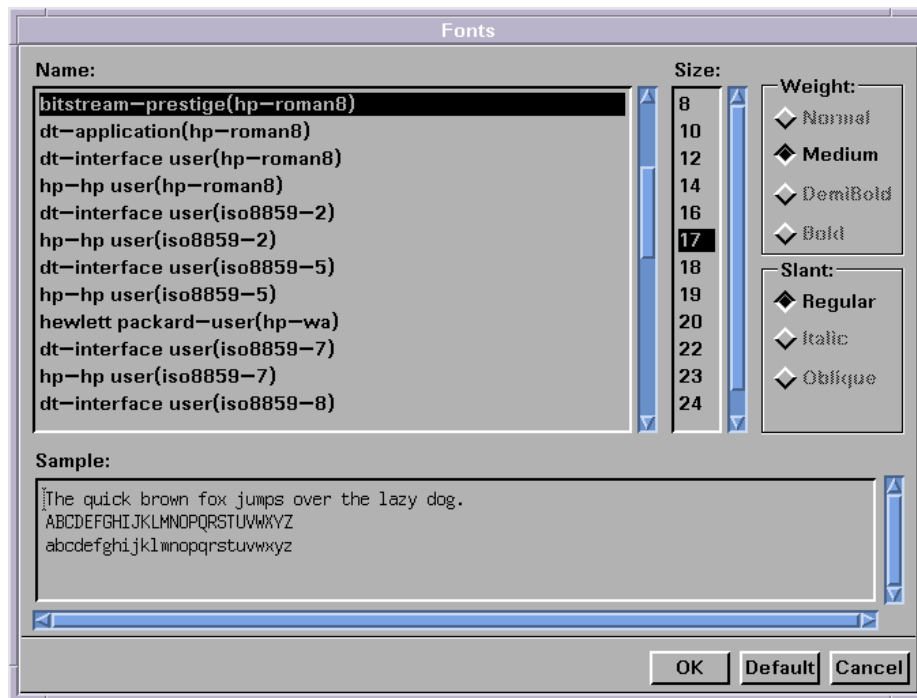 Fonts
Name:
bitstream-prestige(hp-roman8)
dt-application(hp-roman8)
dt-interface user(hp-roman8)
hp-hp user(hp-roman8)
dt-interface user(iso8859-2)
hp-hp user(iso8859-2)
dt-interface user(iso8859-5)
hp-hp user(iso8859-5)
hewlett packard-user(hp-wa)
dt-interface user(iso8859-7)
hp-hp user(iso8859-7)
dt-interface user(iso8859-8)
Size:
8
10
12
14
16
17
18
19
20
22
23
24
Weight:
Normal
Medium
DemiBold
Bold
Slant:
Regular
Italic
Oblique
Sample:
The quick brown fox jumps over the lazy dog.
ABCDEFGHIJKLMNOPQRSTUVWXYZ
abcdefghijklmnopqrstuvwxyz
OK Default Cancel